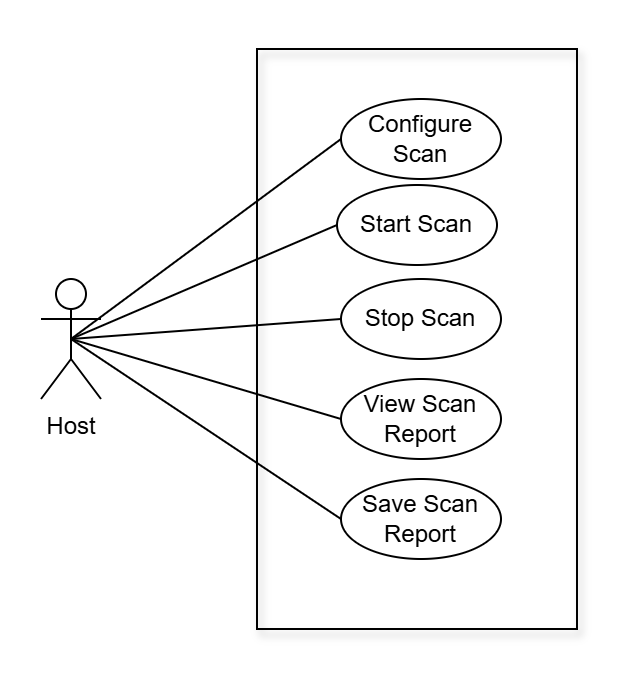 Configure
Scan
Start Scan
Stop Scan
View Scan
Report
Save Scan
Report
Host